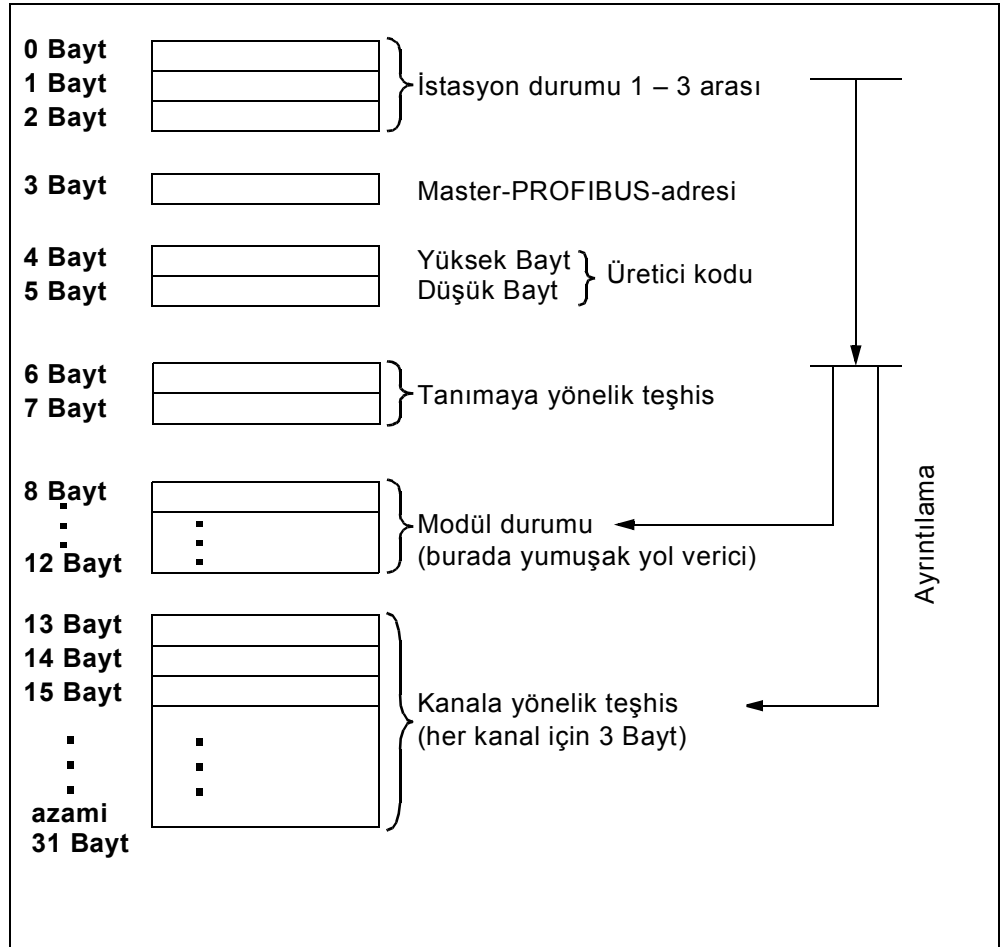 0 Bayt
1 Bayt
2 Bayt
İstasyon durumu 1 – 3 arası
3 Bayt
Master-PROFIBUS-adresi
4 Bayt
5 Bayt
Yüksek Bayt
Düşük Bayt
Üretici kodu
6 Bayt
7 Bayt
Tanımaya yönelik teşhis
8 Bayt
12 Bayt
Modül durumu
(burada yumuşak yol verici)
Ayrıntılama
13 Bayt
14 Bayt
15 Bayt
Kanala yönelik teşhis
(her kanal için 3 Bayt)
azami
31 Bayt